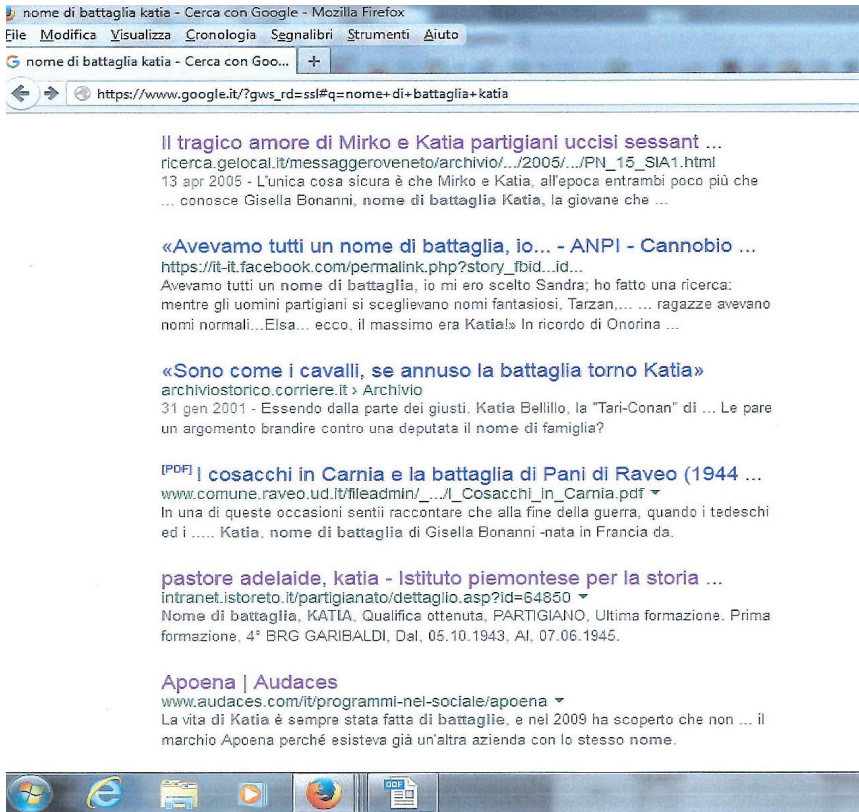 nome di battaglia katia - Cerca con Google - Mozilla Firefox
File Modifica Visualizza Cronologia Segnalibri Strumenti Aiuto
G nome di battaglia katia - Cerca con Goo... +
https://www.google.it/?gws_rd=ssl#q=nome+di+battaglia+katia
Il tragico amore di Mirko e Katia partigiani uccisi sessant ...
ricerca.gelocal.it/messaggeroveneto/archivio/.../2005/.../PN_15_SIA1.html
13 apr 2005 - L'unica cosa sicura è che Mirko e Katia, all'epoca entrambi poco più che
... conosce Gisella Bonanni, nome di battaglia Katia, la giovane che ...
«Avevamo tutti un nome di battaglia, io... - ANPI - Cannobio ...
https://it-it.facebook.com/permalink.php?story_fbid...id...
Avevamo tutti un nome di battaglia, io mi ero scelto Sandra; ho fatto una ricerca:
mentre gli uomini partigiani si sceglievano nomi fantasiosi, Tarzan,... ... ragazze avevano
nomi normali...Elsa... ecco, il massimo era Katia!» In ricordo di Onorina ...
«Sono come i cavalli, se annuso la battaglia torno Katia»
archiviostorico.corriere.it › Archivio
31 gen 2001 - Essendo dalla parte dei giusti, Katia Bellillo, la "Tari-Conan" di ... Le pare
un argomento brandire contro una deputata il nome di famiglia?
[PDF] I cosacchi in Carnia e la battaglia di Pani di Raveo (1944 ...
www.comune.raveo.ud.it/fileadmin/_.../I_Cosacchi_in_Carnia.pdf
In una di queste occasioni sentii raccontare che alla fine della guerra, quando i tedeschi
ed i ..... Katia, nome di battaglia di Gisella Bonanni -nata in Francia da.
pastore adelaide, katia - Istituto piemontese per la storia ...
intranet.istoreto.it/partigianato/dettaglio.asp?id=64850
Nome di battaglia, KATIA, Qualifica ottenuta, PARTIGIANO, Ultima formazione. Prima
formazione, 4° BRG GARIBALDI, Dal, 05.10.1943, Al, 07.06.1945.
Apoena | Audaces
www.audaces.com/it/programmi-nel-sociale/apoena
La vita di Katia è sempre stata fatta di battaglie, e nel 2009 ha scoperto che non ... il
marchio Apoena perché esisteva già un'altra azienda con lo stesso nome.